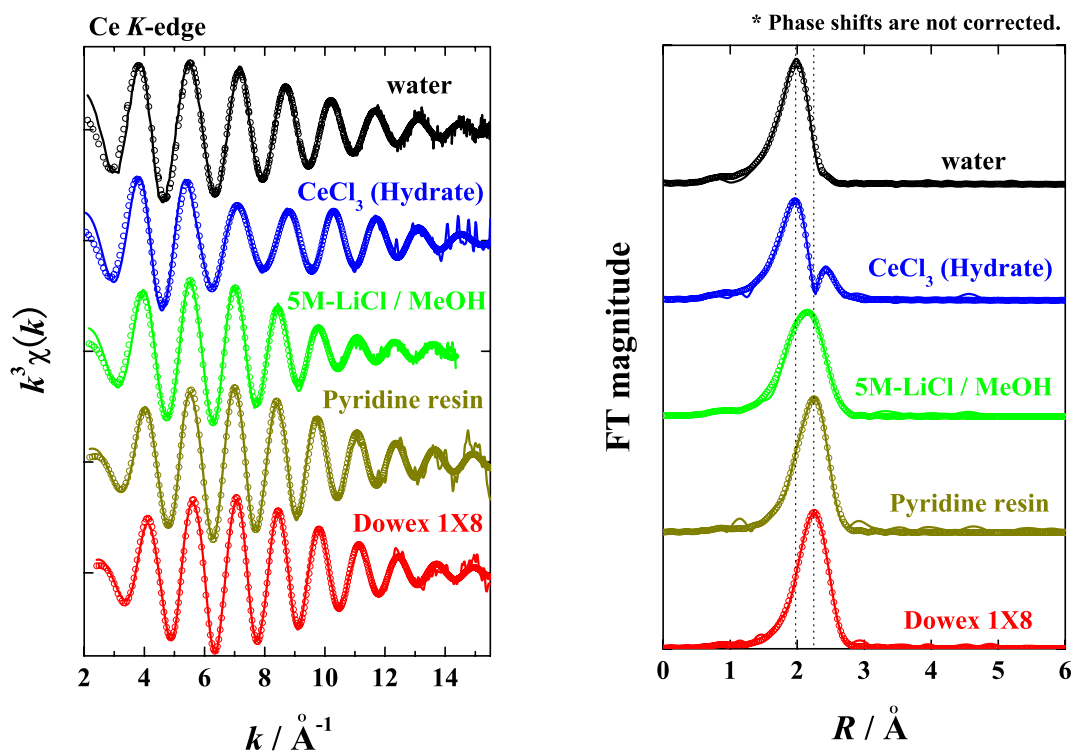 Ce K-edge
water
CeCl₃ (Hydrate)
5M-LiCl / MeOH
Pyridine resin
Dowex 1X8
k³χ(k)
2 4 6 8 10 12 14
k / Å⁻¹
* Phase shifts are not corrected.
water
CeCl₃ (Hydrate)
5M-LiCl / MeOH
Pyridine resin
Dowex 1X8
FT magnitude
0 1 2 3 4 5 6
R / Å